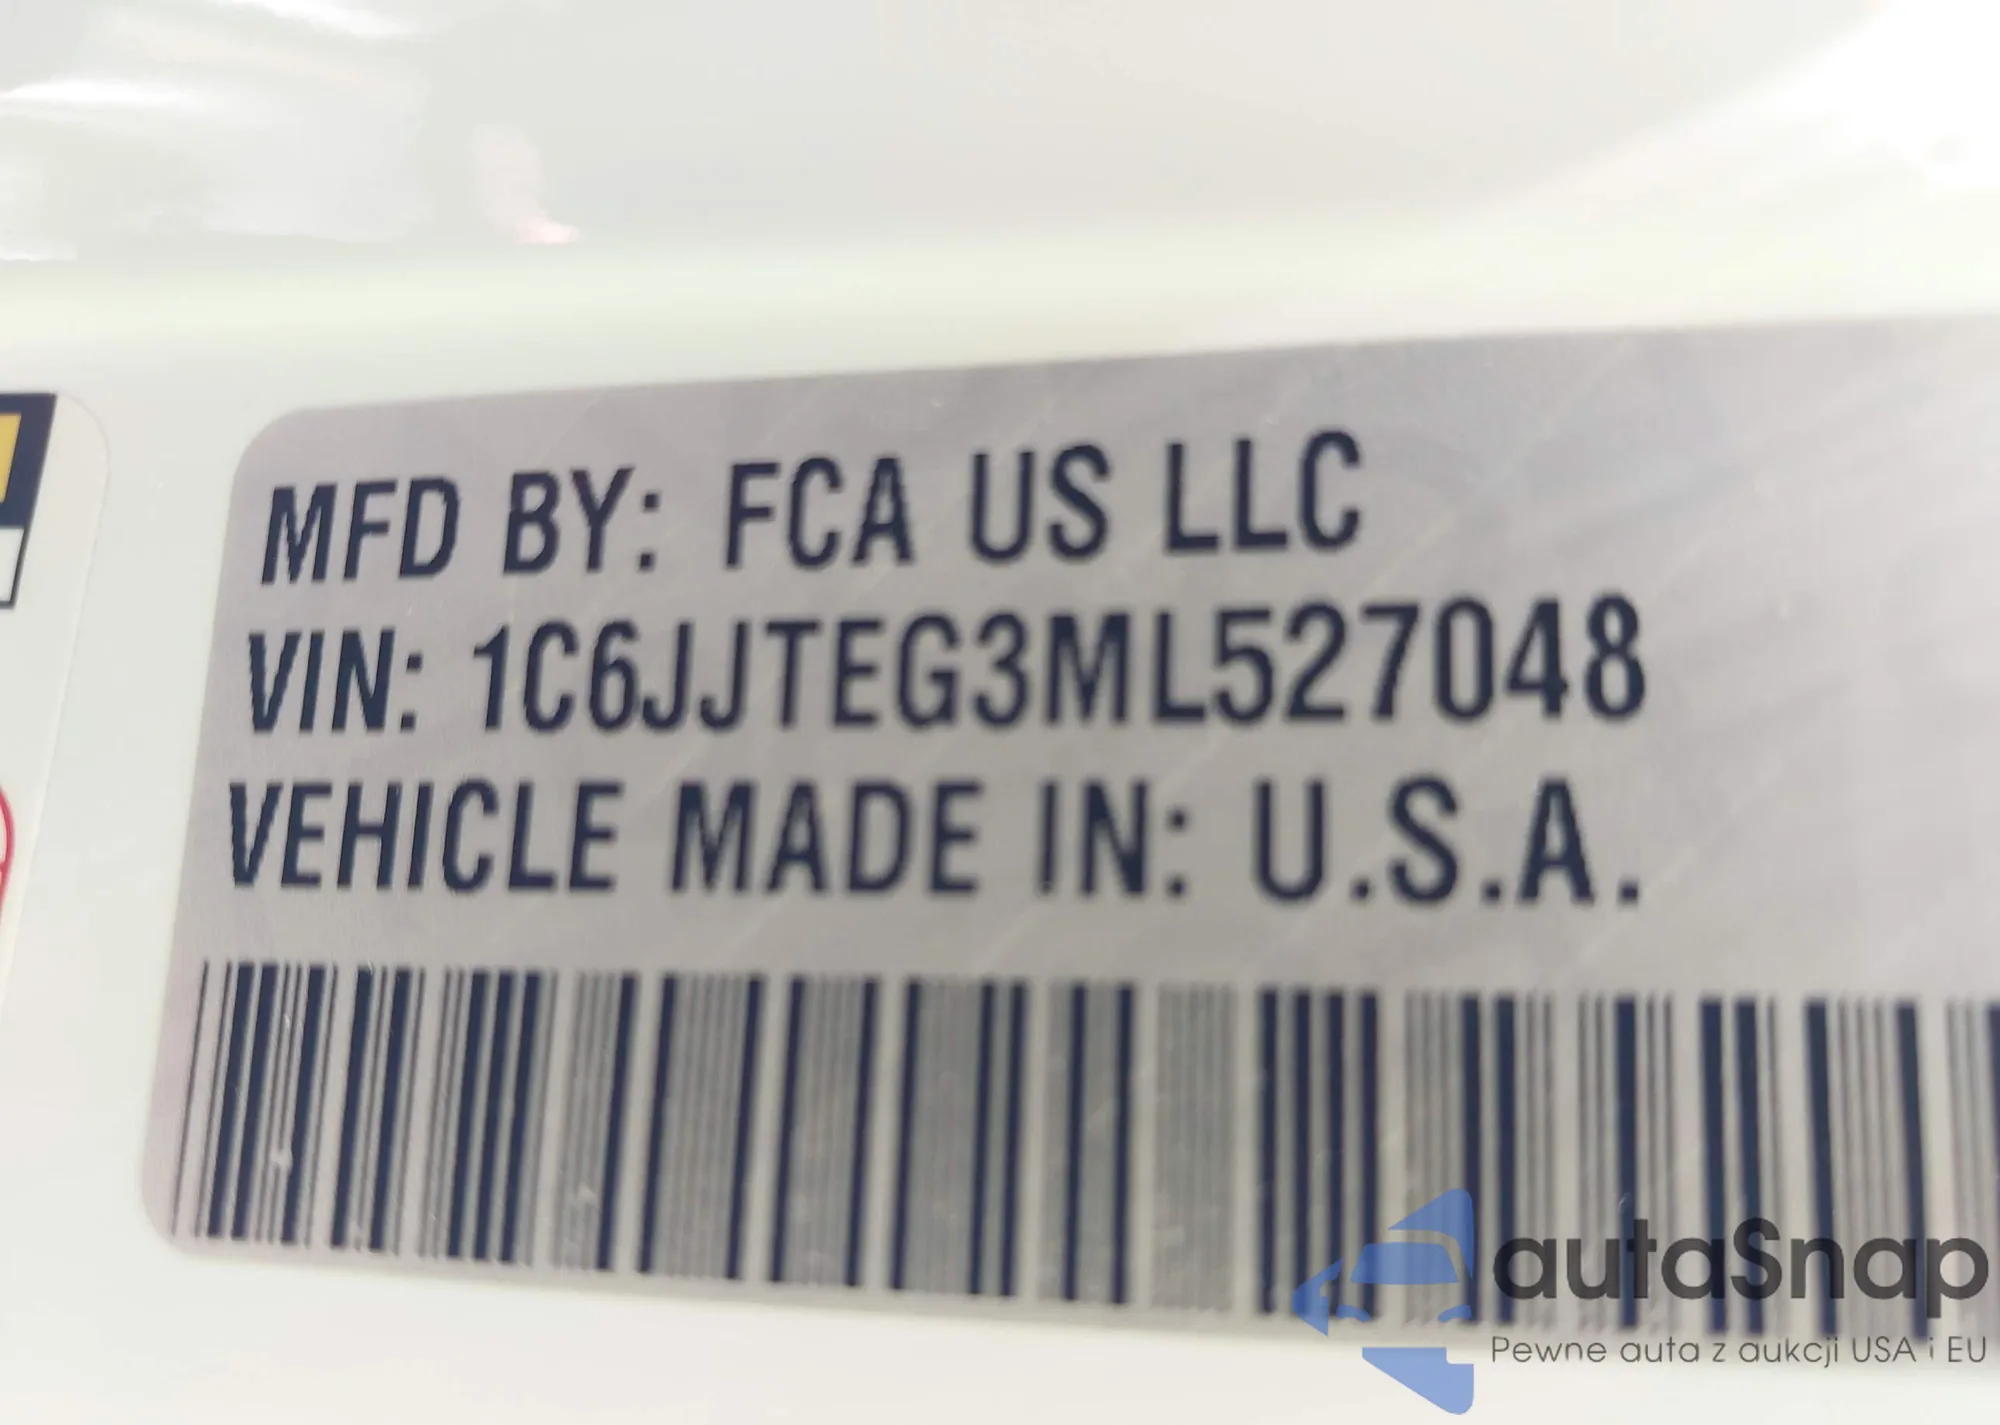 MFD BY: FCA US LLC
VIN: 1C6JJTEG3ML527048
VEHICLE MADE IN: U.S.A.
autaSnap
Pewne auta z aukcji USA i EU